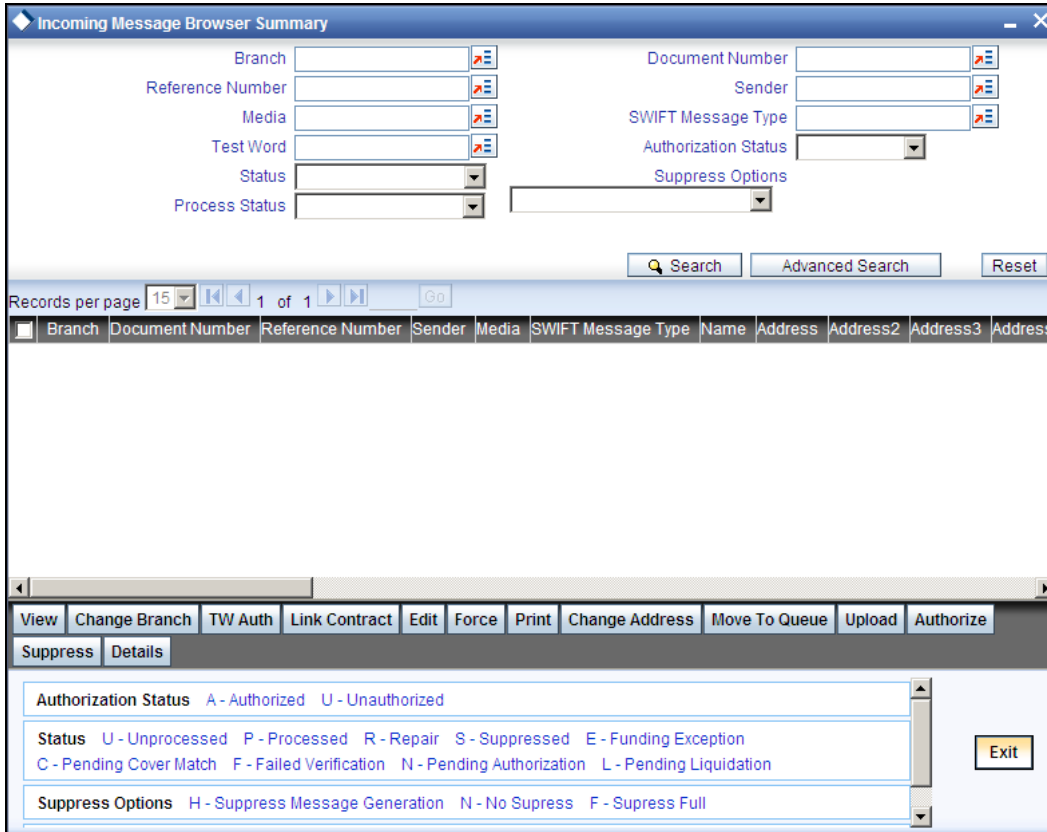 Incoming Message Browser Summary
Branch
Document Number
Reference Number
Sender
Media
SWIFT Message Type
Test Word
Authorization Status
Status
Suppress Options
Process Status
Search
Advanced Search
Reset
Records per page 15 1 of 1 Go
Branch Document Number Reference Number Sender Media SWIFT Message Type Name Address Address2 Address3 Address
View Change Branch TW Auth Link Contract Edit Force Print Change Address Move To Queue Upload Authorize
Suppress Details
Authorization Status A - Authorized U - Unauthorized
Status U - Unprocessed P - Processed R - Repair S - Suppressed E - Funding Exception
C - Pending Cover Match F - Failed Verification N - Pending Authorization L - Pending Liquidation
Exit
Suppress Options H - Suppress Message Generation N - No Supress F - Supress Full